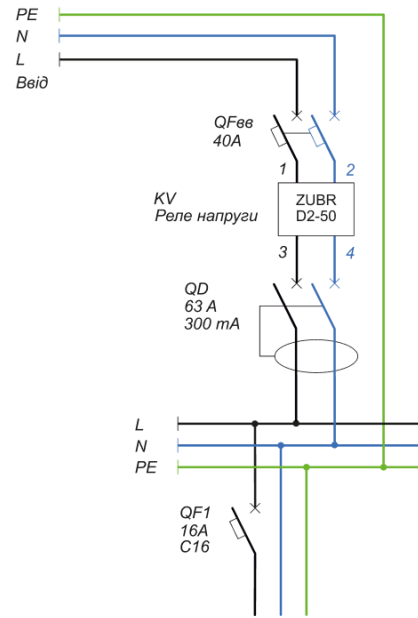 PE
N
L
Ввід
QFвв
40А
1
2
KV
Реле напруги
ZUBR
D2-50
3
4
QD
63 А
300 mA
L
N
PE
QF1
16А
C16